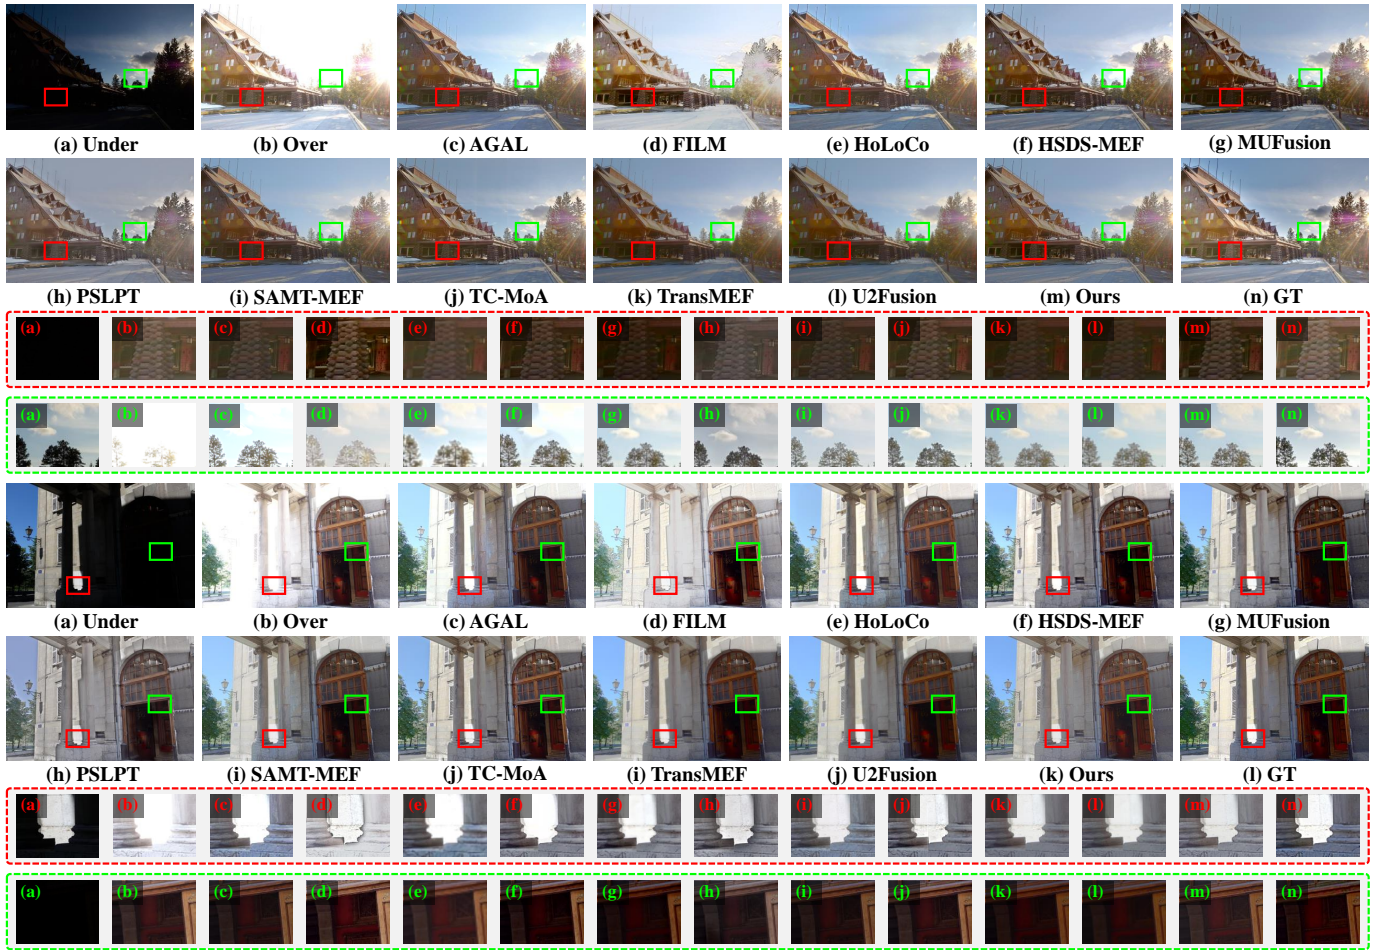 (a) Under (b) Over (c) AGAL (d) FILM (e) HoLoCo (f) HSDS-MEF (g) MUFusion
(h) PSLPT (i) SAMT-MEF (j) TC-MoA (k) TransMEF (l) U2Fusion (m) Ours (n) GT
(a) (b) (c) (d) (e) (f) (g) (h) (i) (j) (k) (l) (m) (n)
(a) (b) (c) (d) (e) (f) (g) (h) (i) (j) (k) (l) (m) (n)
(a) Under (b) Over (c) AGAL (d) FILM (e) HoLoCo (f) HSDS-MEF (g) MUFusion
(h) PSLPT (i) SAMT-MEF (j) TC-MoA (i) TransMEF (j) U2Fusion (k) Ours (l) GT
(a) (b) (c) (d) (e) (f) (g) (h) (i) (j) (k) (l) (m) (n)
(a) (b) (c) (d) (e) (f) (g) (h) (i) (j) (k) (l) (m) (n)